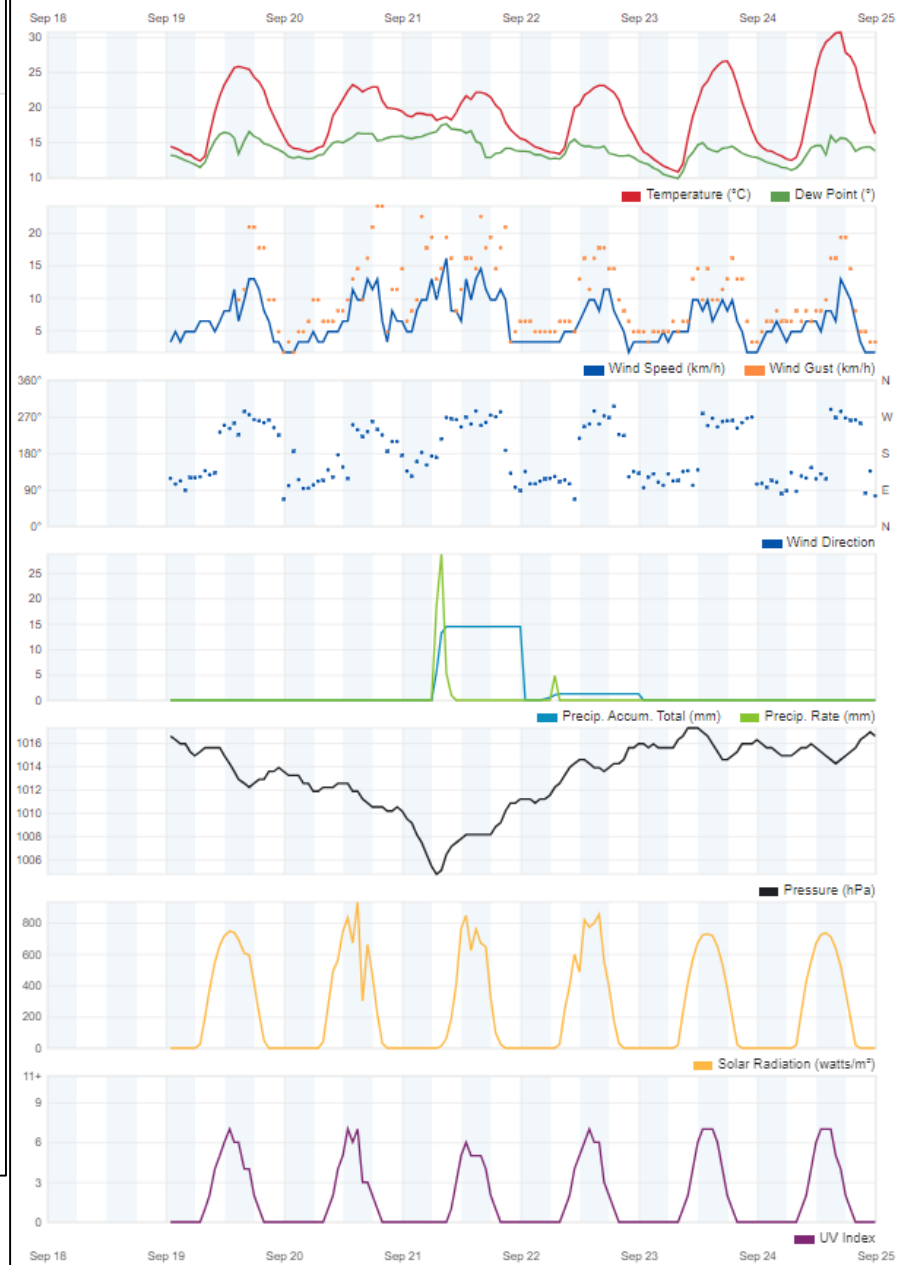 Sep 18 Sep 19 Sep 20 Sep 21 Sep 22 Sep 23 Sep 24 Sep 25
30
25
20
15
10
Temperature (°C) Dew Point (°)
20
15
10
5
Wind Speed (km/h) Wind Gust (km/h)
360° N
270° W
180° S
90° E
0° N
Wind Direction
25
20
15
10
5
0
Precip. Accum. Total (mm) Precip. Rate (mm)
1016
1014
1012
1010
1008
1006
Pressure (hPa)
800
600
400
200
0
Solar Radiation (watts/m²)
11+
9
6
3
0
UV Index
Sep 18 Sep 19 Sep 20 Sep 21 Sep 22 Sep 23 Sep 24 Sep 25